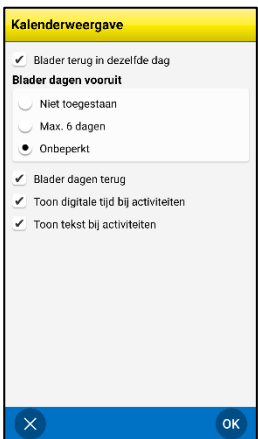 Kalenderweergave
Blader terug in dezelfde dag
Blader dagen vooruit
Niet toegestaan
Max. 6 dagen
Onbeperkt
Blader dagen terug
Toon digitale tijd bij activiteiten
Toon tekst bij activiteiten
OK